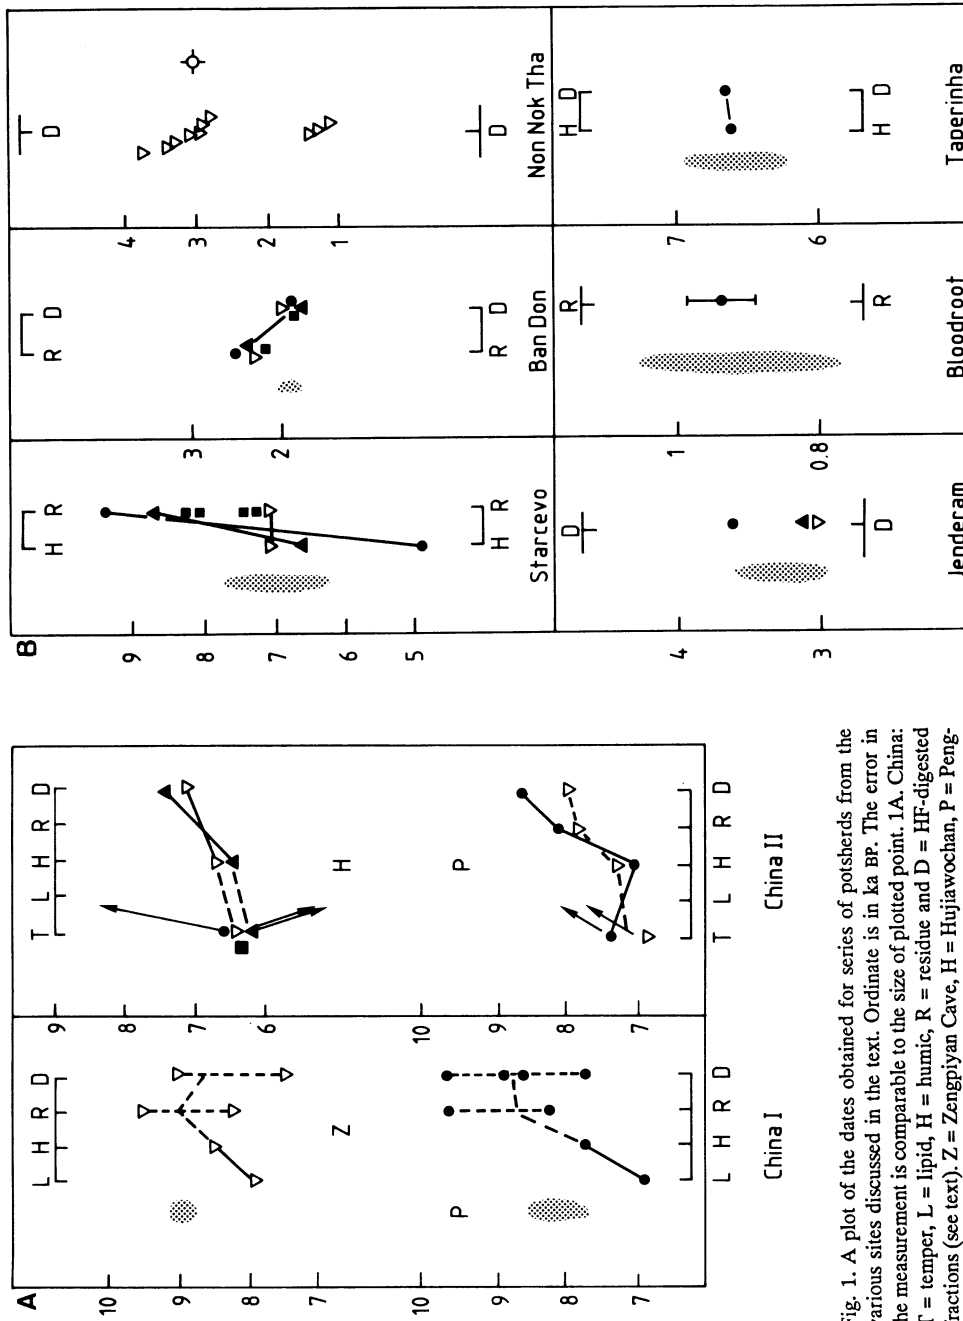 A
10
9
8
7
L H R D
Z
P
10
9
8
7
L H R D
China I
9
8
7
6
T L H R D
H
P
10
9
8
7
T L H R D
China II
B
9
8
7
6
5
H R
H R
Starcevo
3
2
R D
R D
Ban Don
4
3
2
1
D
D
Non Nok Tha
4
3
D
D
Jenderam
1
0.8
R
R
Bloodroot
7
6
H D
H D
Taperinha
Fig. 1. A plot of the dates obtained for series of potsherds from the
various sites discussed in the text. Ordinate is in ka BP. The error in
the measurement is comparable to the size of plotted point. 1A. China:
T = temper, L = lipid, H = humic, R = residue and D = HF-digested
fractions (see text). Z = Zengpiyan Cave, H = Hujiawochan, P = Peng-